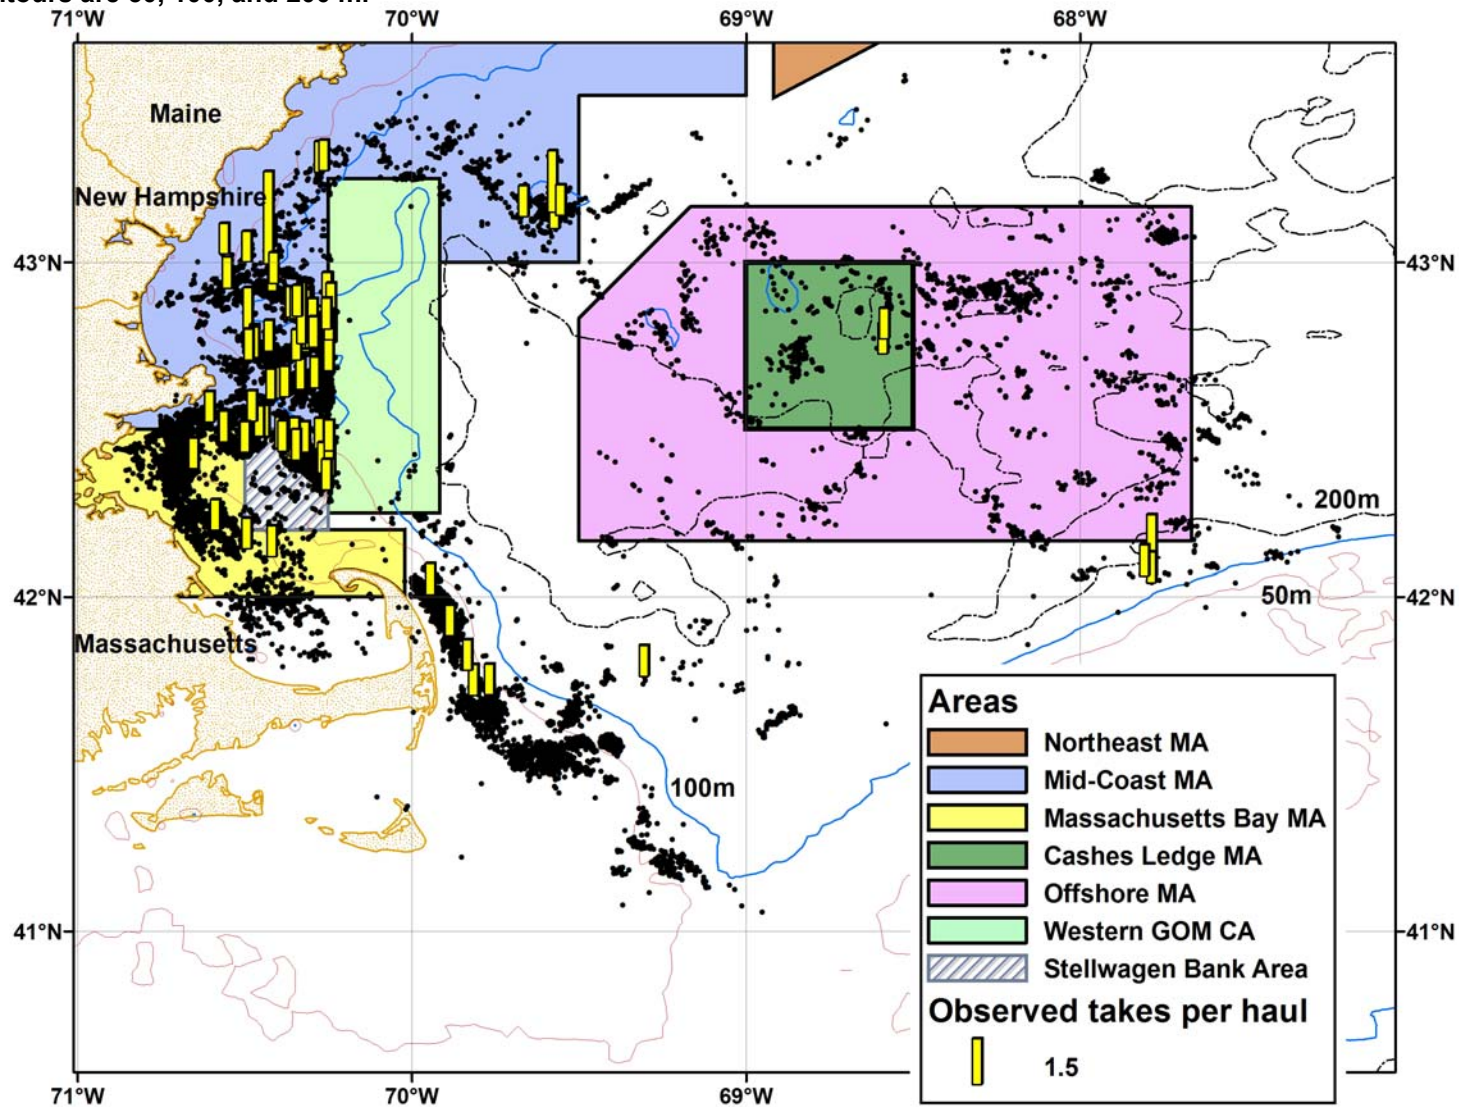 71°W 70°W 69°W 68°W
Maine
New Hampshire
43°N 43°N
200m
42°N 50m 42°N
Massachusetts
100m
41°N 41°N
Areas
Northeast MA
Mid-Coast MA
Massachusetts Bay MA
Cashes Ledge MA
Offshore MA
Western GOM CA
Stellwagen Bank Area
Observed takes per haul
1.5
71°W 70°W 69°W